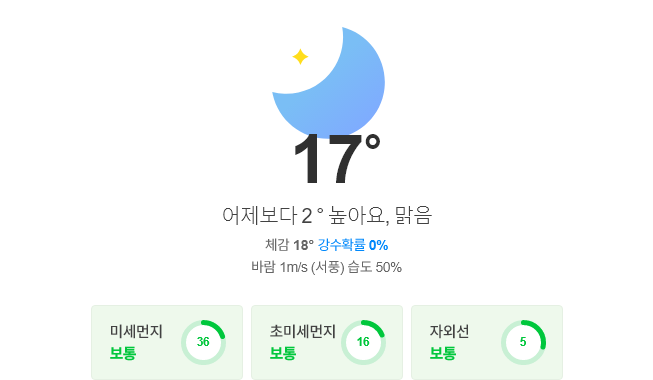 17°
어제보다 2 ° 높아요, 맑음
체감 18° 강수확률 0%
바람 1m/s (서풍) 습도 50%
미세먼지
보통
36
초미세먼지
보통
16
자외선
보통
5